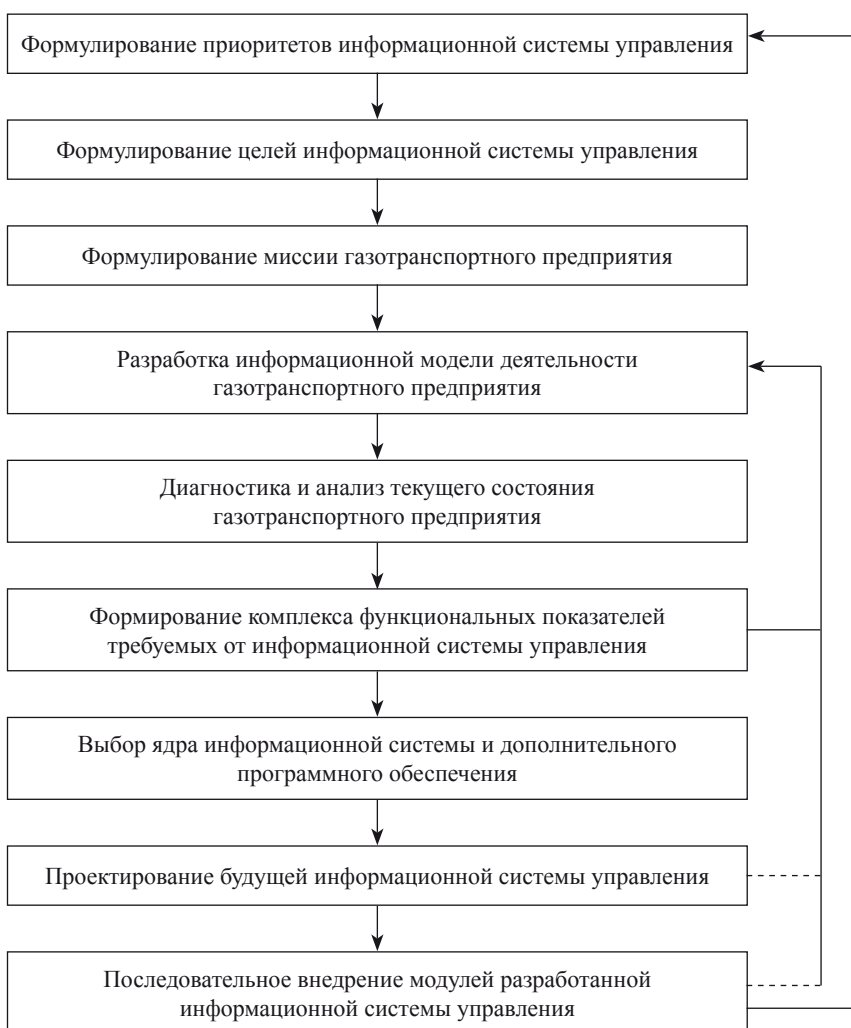 Формулирование приоритетов информационной системы управления
Формулирование целей информационной системы управления
Формулирование миссии газотранспортного предприятия
Разработка информационной модели деятельности
газотранспортного предприятия
Диагностика и анализ текущего состояния
газотранспортного предприятия
Формирование комплекса функциональных показателей
требуемых от информационной системы управления
Выбор ядра информационной системы и дополнительного
программного обеспечения
Проектирование будущей информационной системы управления
Последовательное внедрение модулей разработанной
информационной системы управления